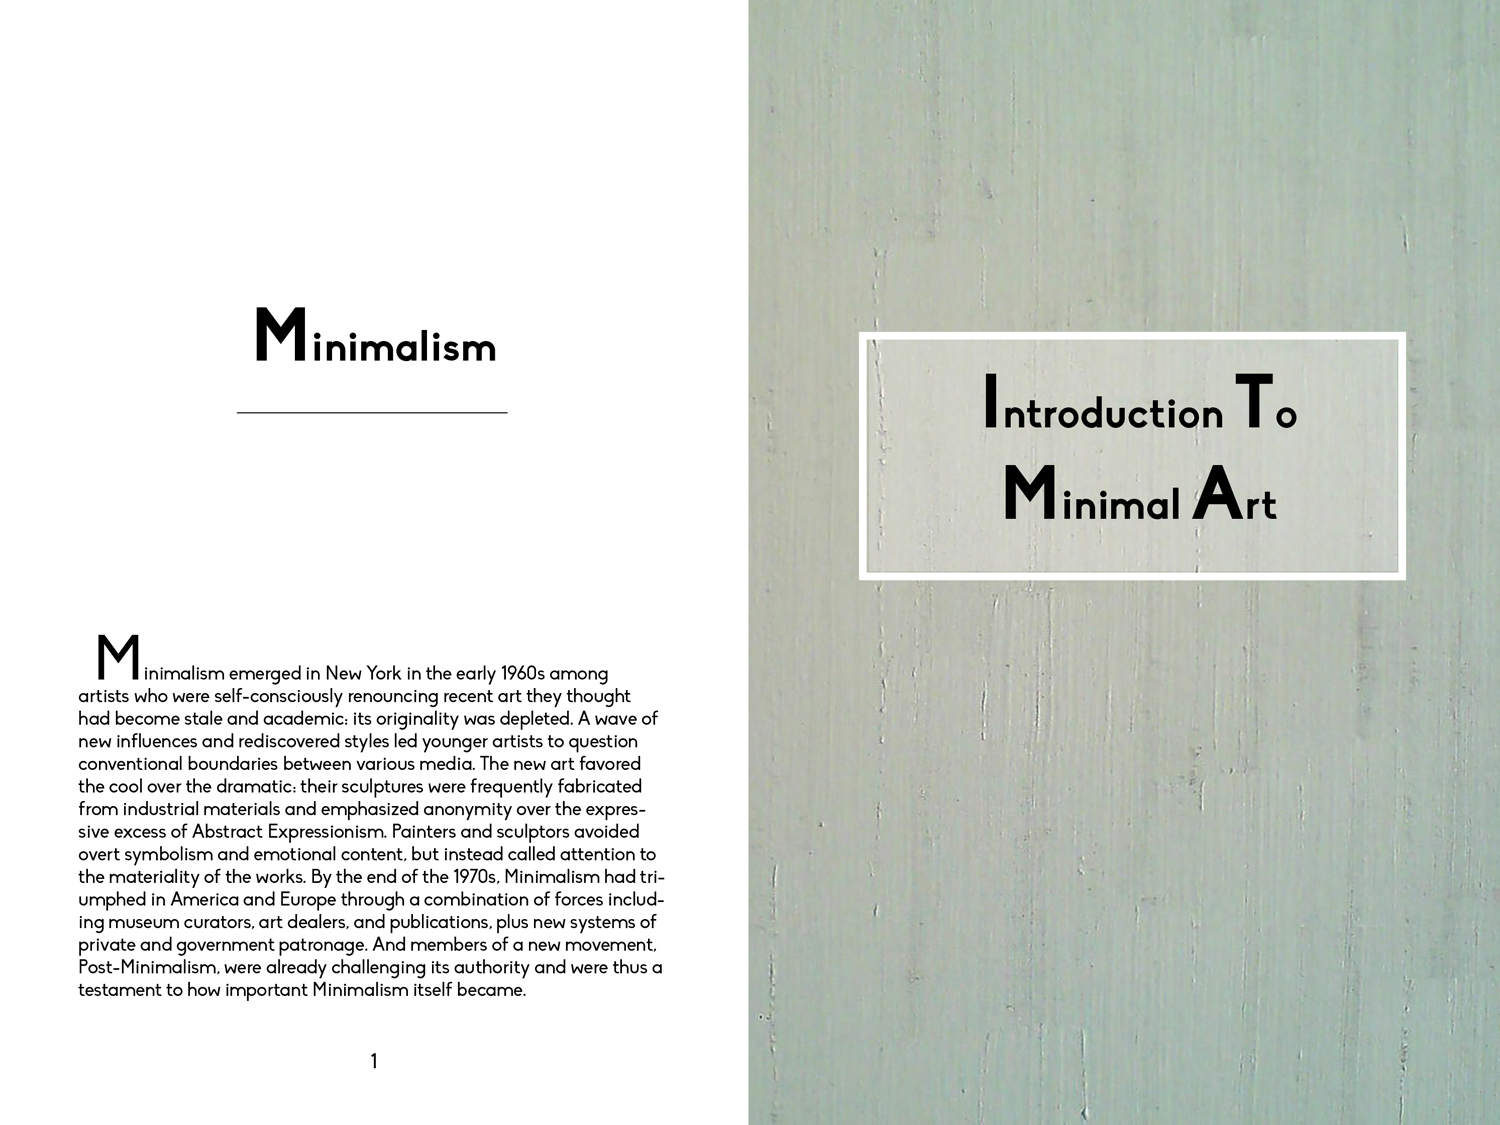 Minimalism
Minimalism emerged in New York in the early 1960s among
artists who were self-consciously renouncing recent art they thought
had become stale and academic: its originality was depleted. A wave of
new influences and rediscovered styles led younger artists to question
conventional boundaries between various media. The new art favored
the cool over the dramatic: their sculptures were frequently fabricated
from industrial materials and emphasized anonymity over the expres-
sive excess of Abstract Expressionism. Painters and sculptors avoided
overt symbolism and emotional content, but instead called attention to
the materiality of the works. By the end of the 1970s, Minimalism had tri-
umphed in America and Europe through a combination of forces includ-
ing museum curators, art dealers, and publications, plus new systems of
private and government patronage. And members of a new movement,
Post-Minimalism, were already challenging its authority and were thus a
testament to how important Minimalism itself became.
1
Introduction To
Minimal Art